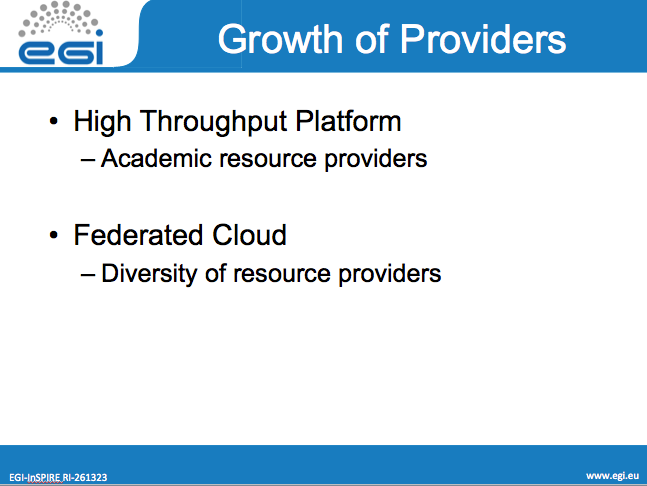 egi
Growth of Providers
• High Throughput Platform
– Academic resource providers
• Federated Cloud
– Diversity of resource providers
EGI-InSPIRE RI-261323
www.egi.eu